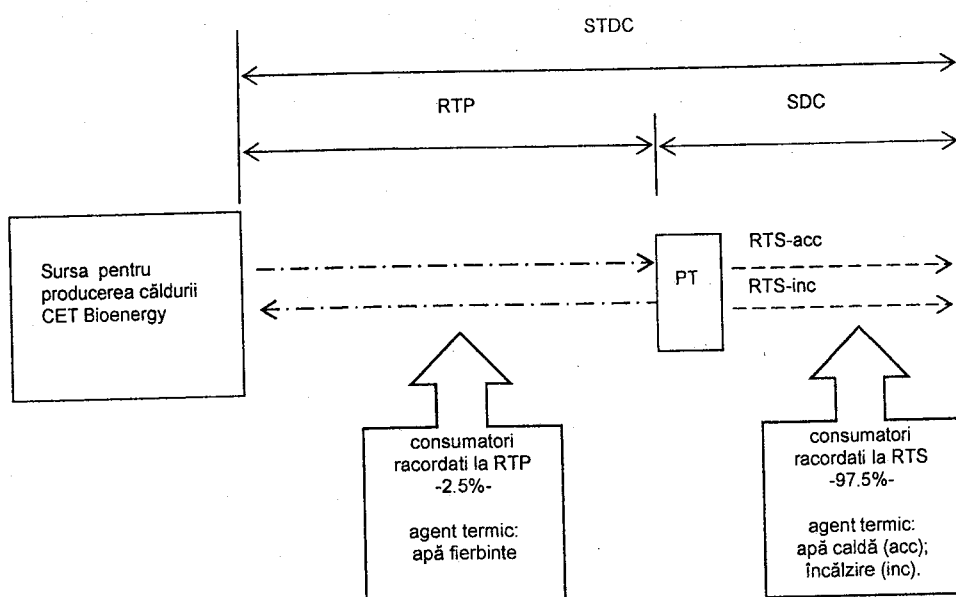 STDC
RTP
SDC
Sursa pentru
producerea căldurii
CET Bioenergy
PT
RTS-acc
RTS-inc
consumatori
racordati la RTP
-2.5%-
agent termic:
apă fierbinte
consumatori
racordati la RTS
-97.5%-
agent termic:
apă caldă (acc);
încălzire (inc).